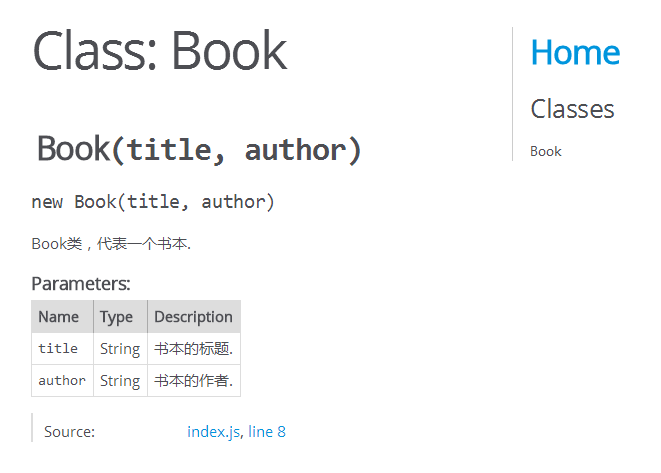 Class: Book
Book(title, author)
new Book(title, author)
Book类，代表一个书本.
Parameters:
Name Type Description
title String 书本的标题.
author String 书本的作者.
Source: index.js, line 8
Home
Classes
Book